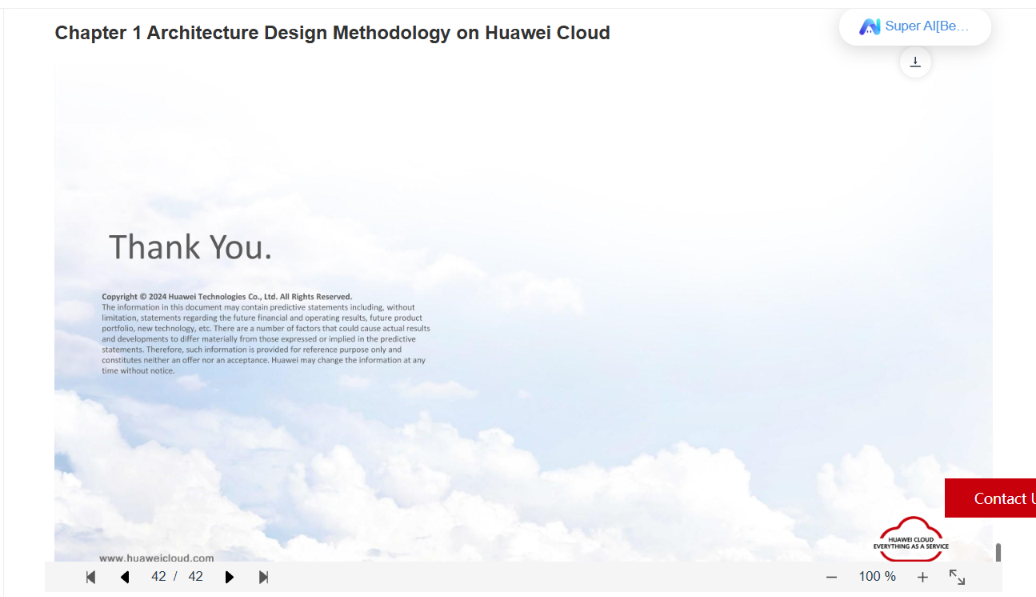 Chapter 1 Architecture Design Methodology on Huawei Cloud
Super AI[Be...
Thank You.
Copyright © 2024 Huawei Technologies Co., Ltd. All Rights Reserved.
The information in this document may contain predictive statements including, without
limitation, statements regarding the future financial and operating results, future product
portfolio, new technology, etc. There are a number of factors that could cause actual results
and developments to differ materially from those expressed or implied in the predictive
statements. Therefore, such information is provided for reference purpose only and
constitutes neither an offer nor an acceptance. Huawei may change the information at any
time without notice.
Contact U
HUAWEI CLOUD
EVERYTHING AS A SERVICE
www.huaweicloud.com
42 / 42
100 %